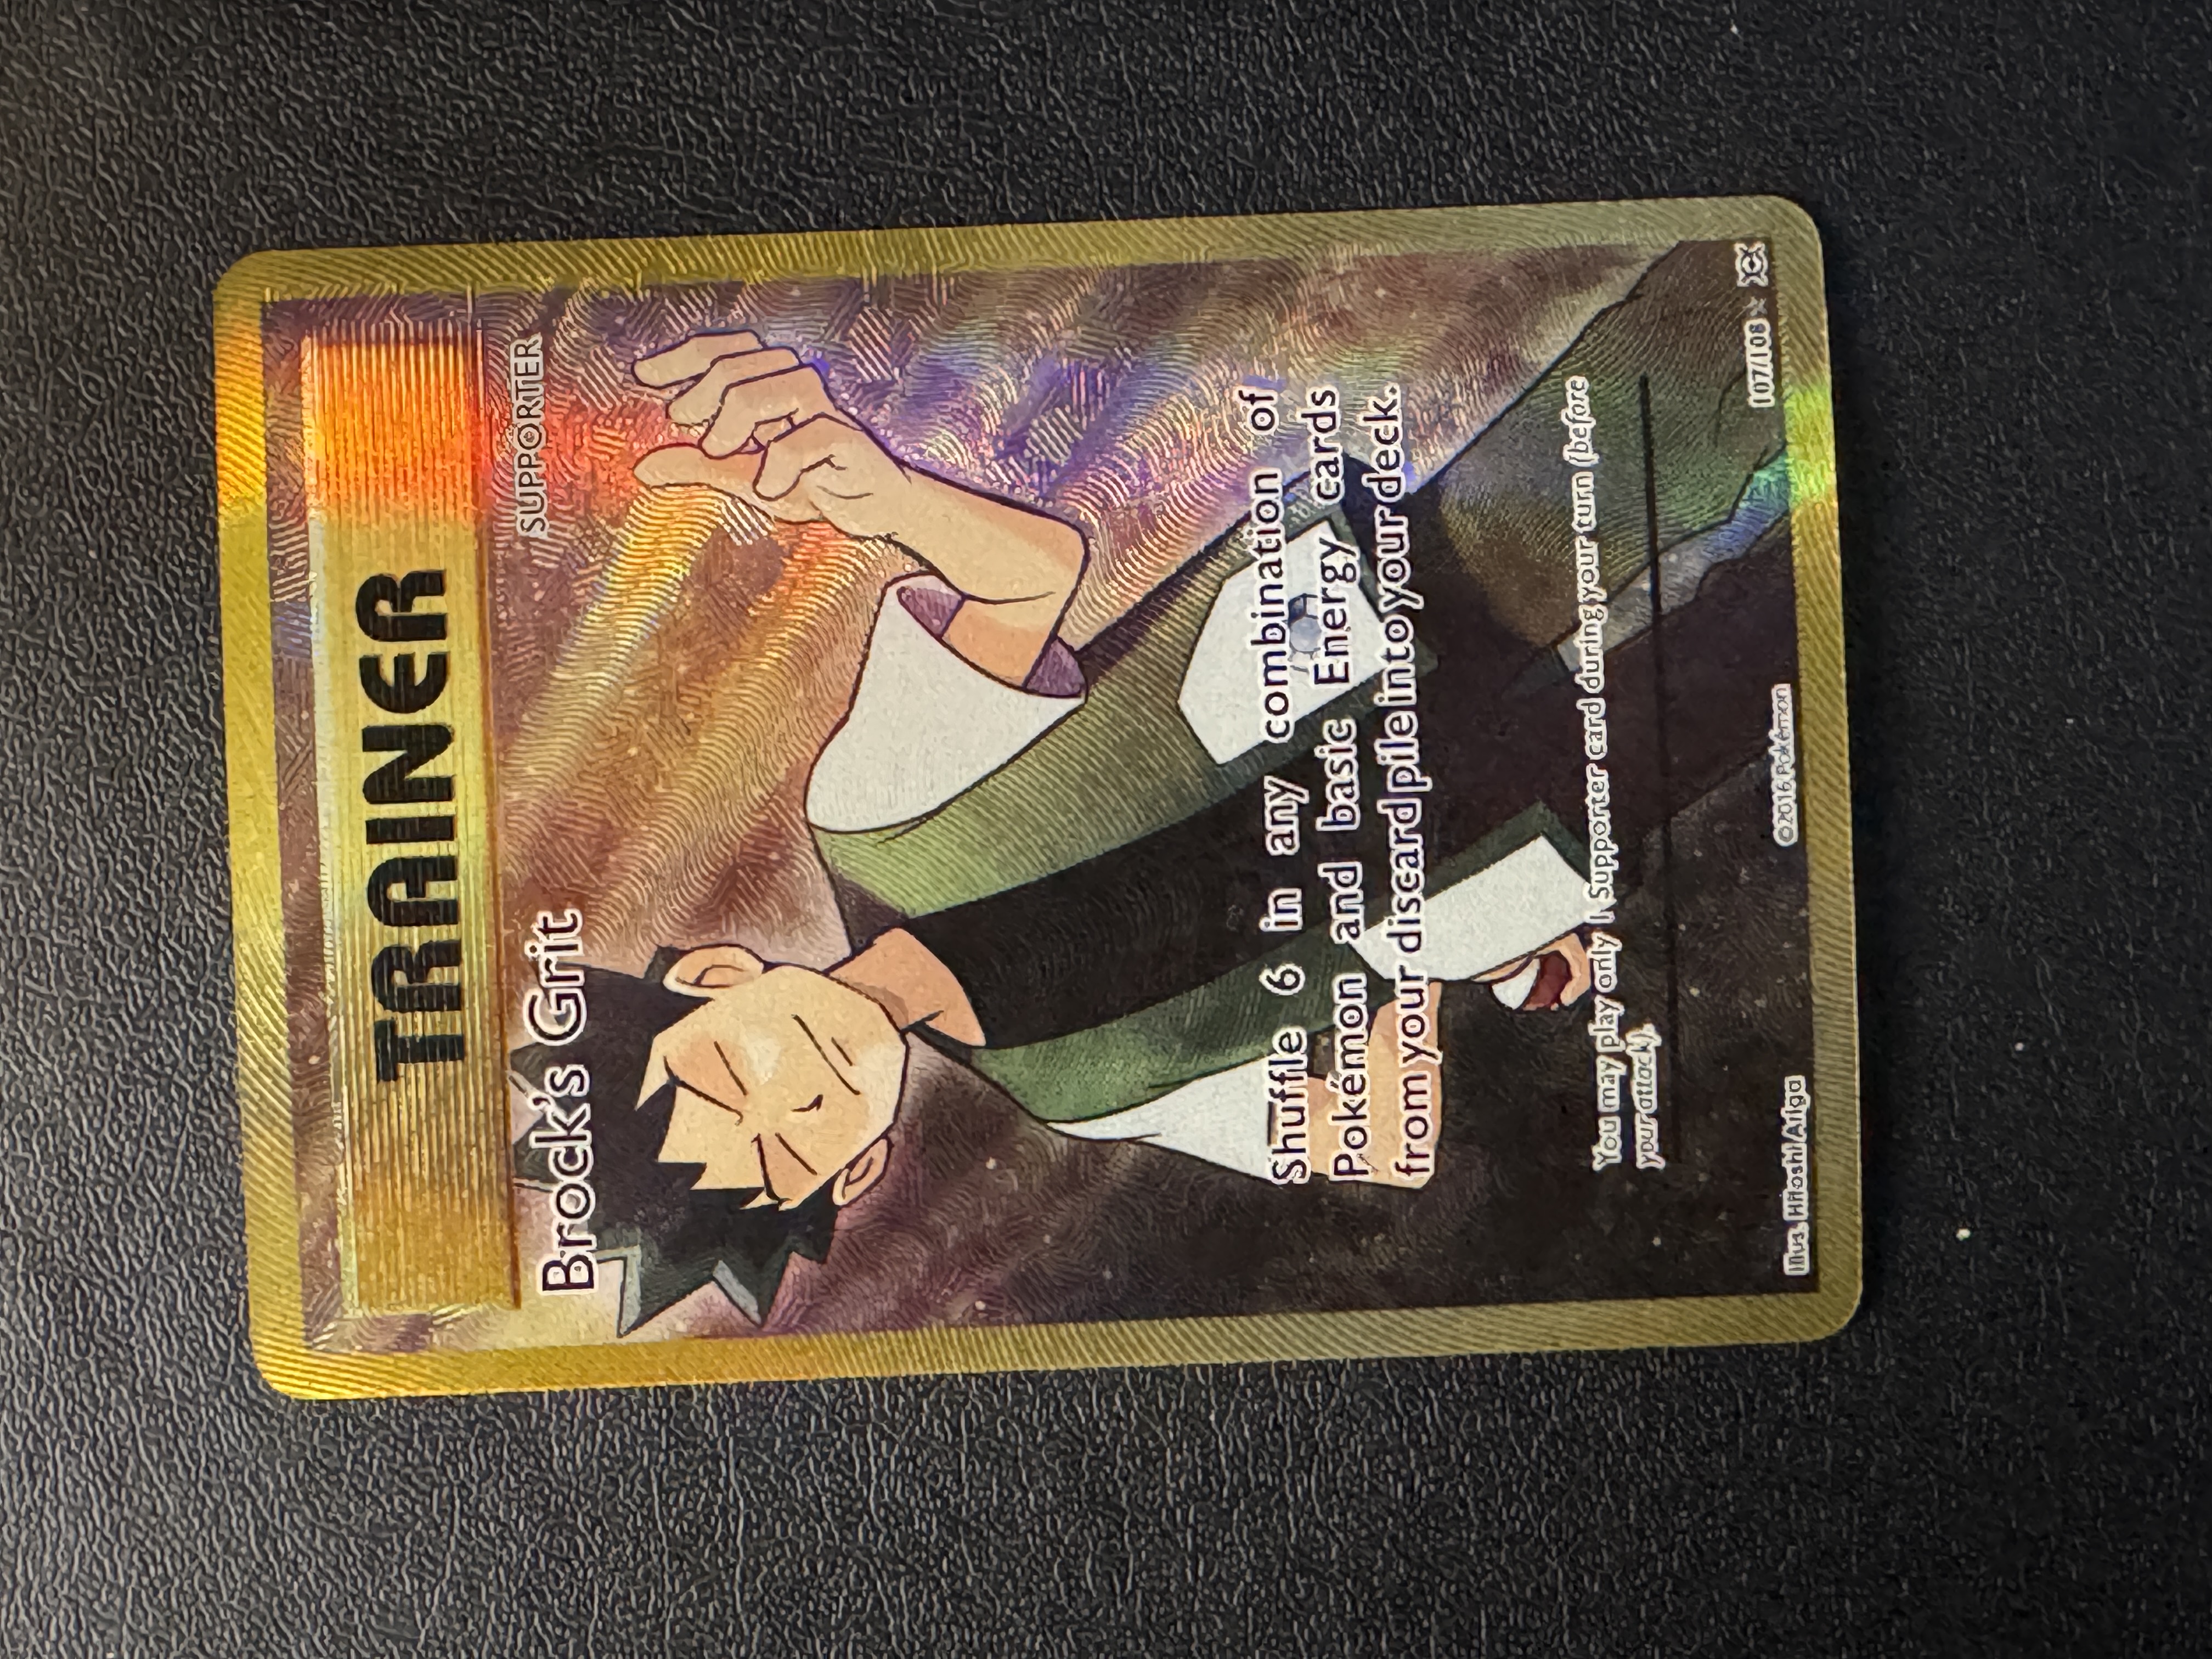 TRAINER
SUPPORTER
Brock's Grit
Shuffle 6 in any combination of
Pokémon and basic Energy cards
from your discard pile into your deck.
You may play only 1 Supporter card during your turn (before
your attack).
Illus. Hitoshi Ariga
©2016 Pokémon
107/108